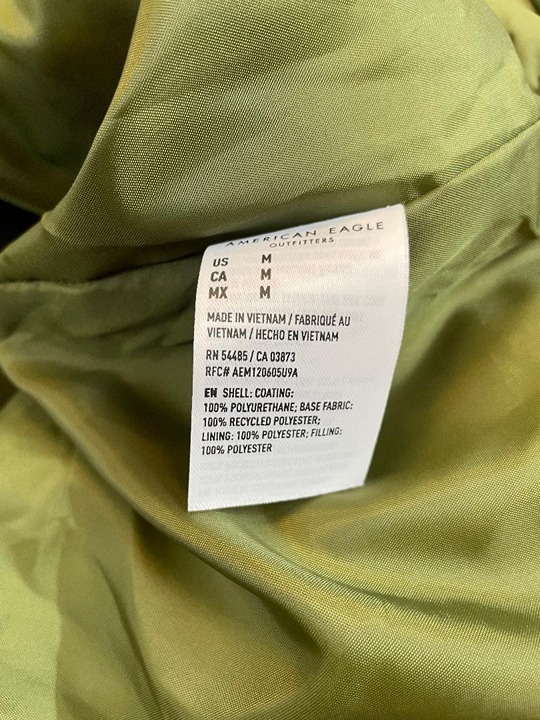 AMERICAN EAGLE
OUTFITTERS
US M
CA M
MX M
MADE IN VIETNAM / FABRIQUÉ AU
VIETNAM / HECHO EN VIETNAM
RN 54485 / CA 03873
RFC# AEM120605U9A
EN SHELL: COATING:
100% POLYURETHANE; BASE FABRIC:
100% RECYCLED POLYESTER;
LINING: 100% POLYESTER; FILLING:
100% POLYESTER